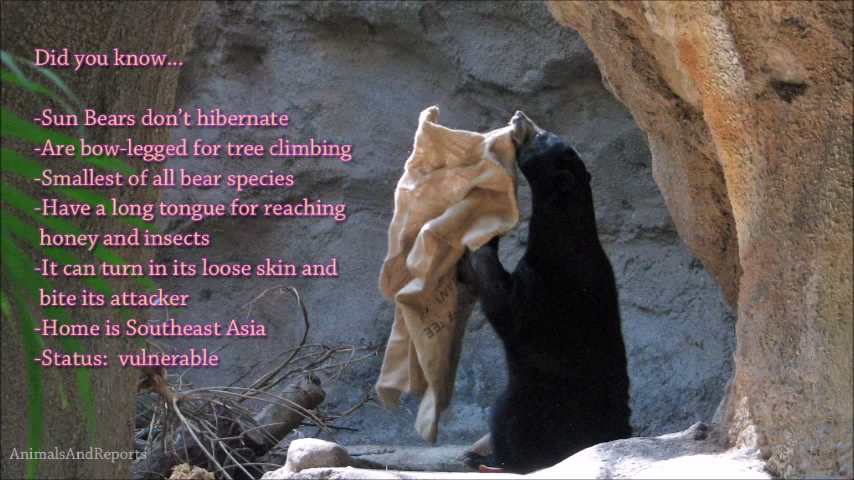 Did you know...
-Sun Bears don’t hibernate
-Are bow-legged for tree climbing
-Smallest of all bear species
-Have a long tongue for reaching
honey and insects
-It can turn in its loose skin and
bite its attacker
-Home is Southeast Asia
-Status:  vulnerable
AnimalsAndReports